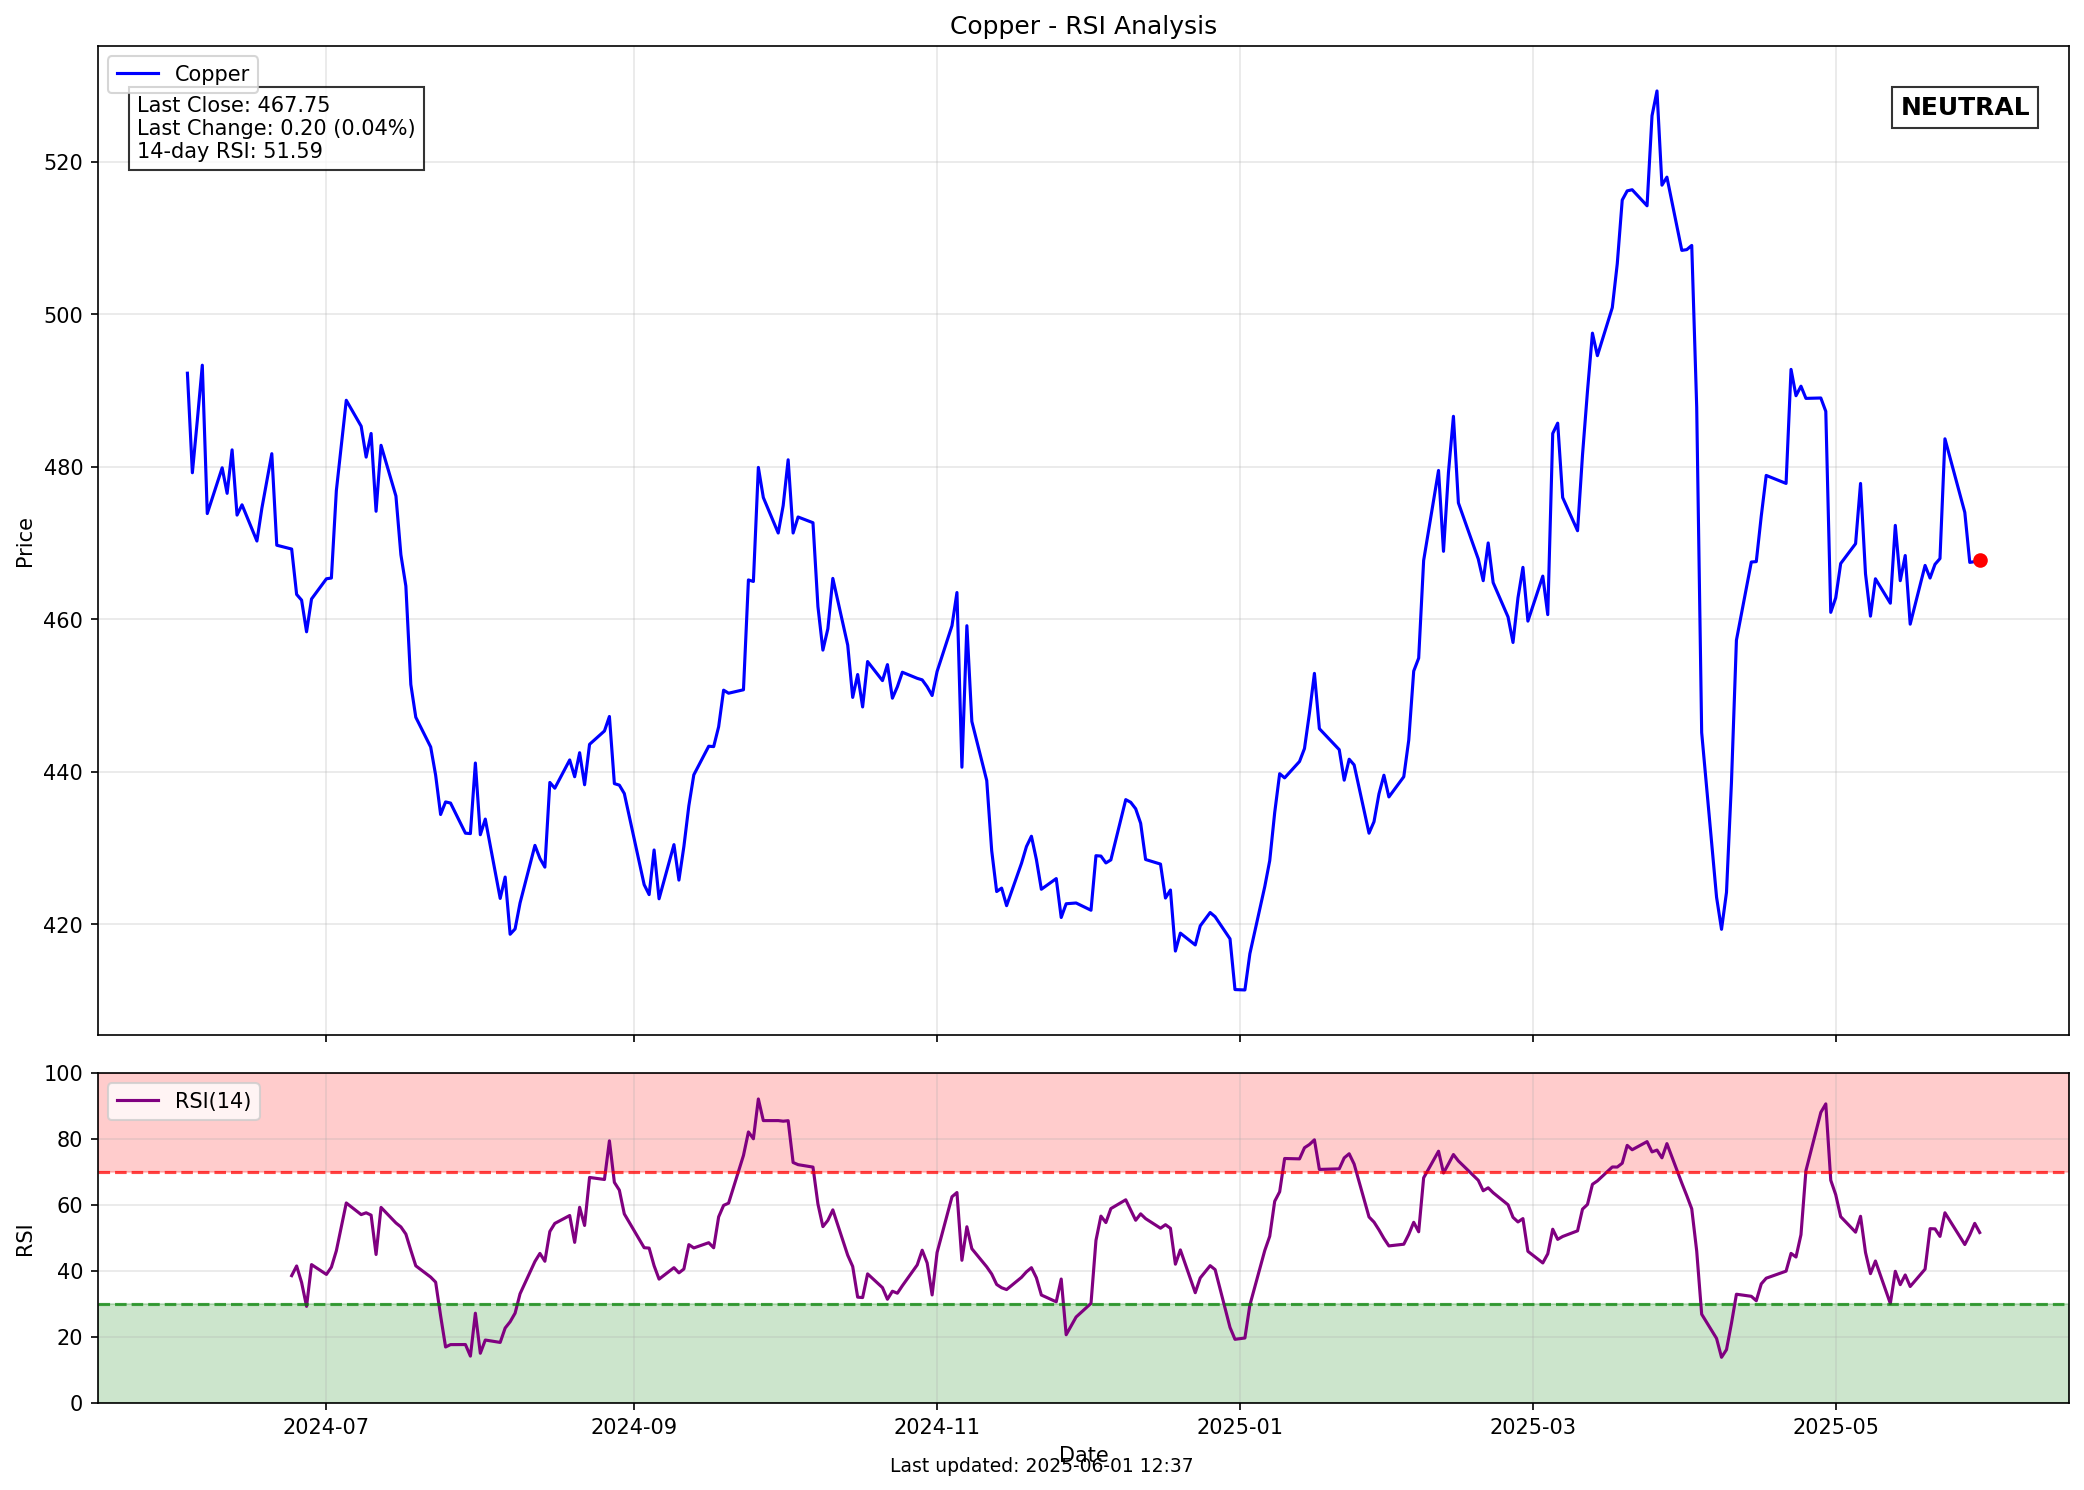 Copper - RSI Analysis
Copper
Last Close: 467.75
Last Change: 0.20 (0.04%)
14-day RSI: 51.59
NEUTRAL
520
500
480
460
440
420
Price
100
80
60
40
20
0
RSI
RSI(14)
2024-07
2024-09
2024-11
2025-01
2025-03
2025-05
Date
Last updated: 2025-06-01 12:37